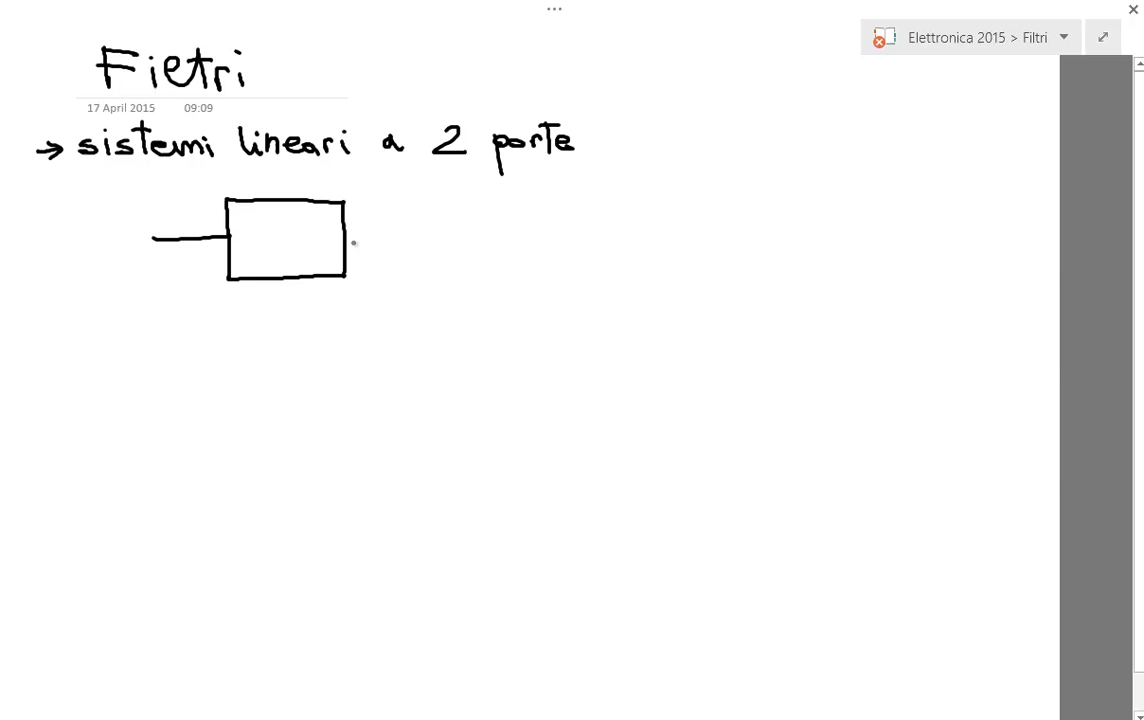 Elettronica 2015 > Filtri
Filtri
17 April 2015 09:09
→ sistemi lineari a 2 porte